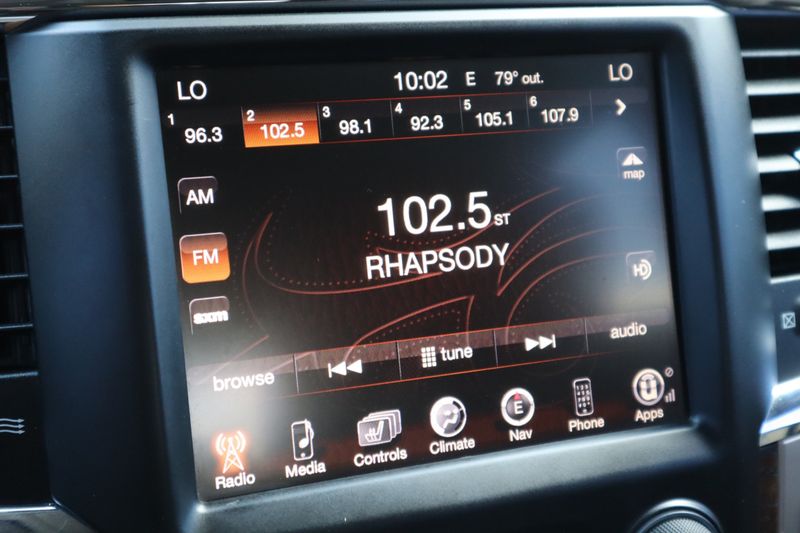 LO 10:02 E 79° out. LO
1 96.3 2 102.5 3 98.1 4 92.3 5 105.1 6 107.9
map
AM
102.5 ST
FM
RHAPSODY
HD
sxm
browse tune audio
Radio Media Controls Climate E Nav Phone Apps